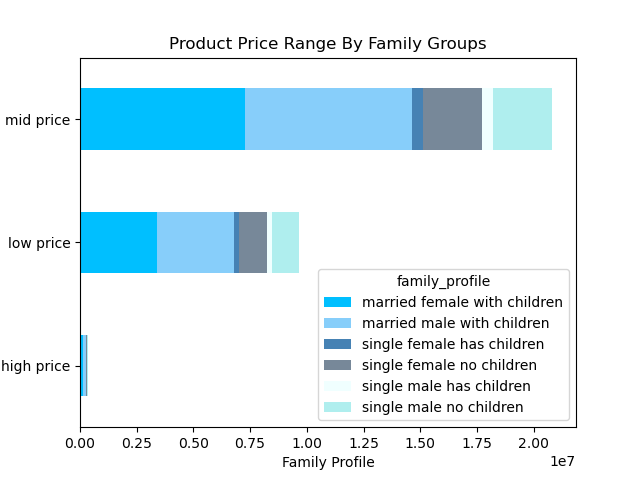 Product Price Range By Family Groups
mid price
low price
high price
family_profile
married female with children
married male with children
single female has children
single female no children
single male has children
single male no children
0.00 0.25 0.50 0.75 1.00 1.25 1.50 1.75 2.00
1e7
Family Profile